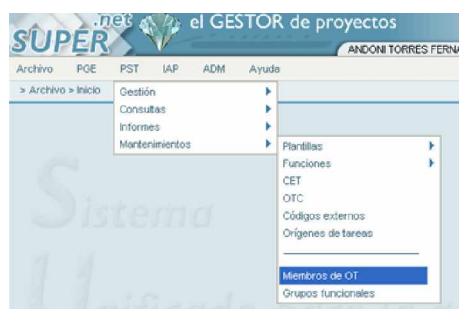 SUPER.net el GESTOR de proyectos
ANDONI TORRES FERNA
Archivo PGE PST IAP ADM Ayuda
> Archivo > Inicio
Gestión
Consultas
Informes
Mantenimientos
Plantillas
Funciones
CET
OTC
Códigos externos
Orígenes de tareas
Miembros de OT
Grupos funcionales
Sistema